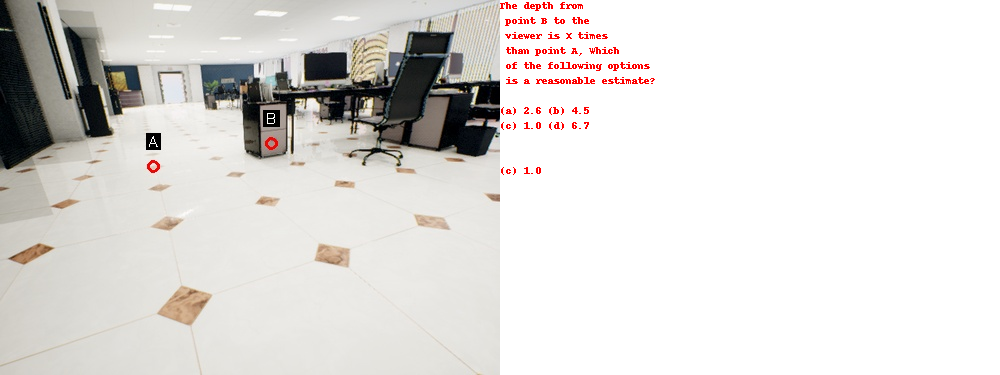 A
B
The depth from
point B to the
viewer is X times
than point A, Which
of the following options
is a reasonable estimate?
(a) 2.6 (b) 4.5
(c) 1.0 (d) 6.7
(c) 1.0